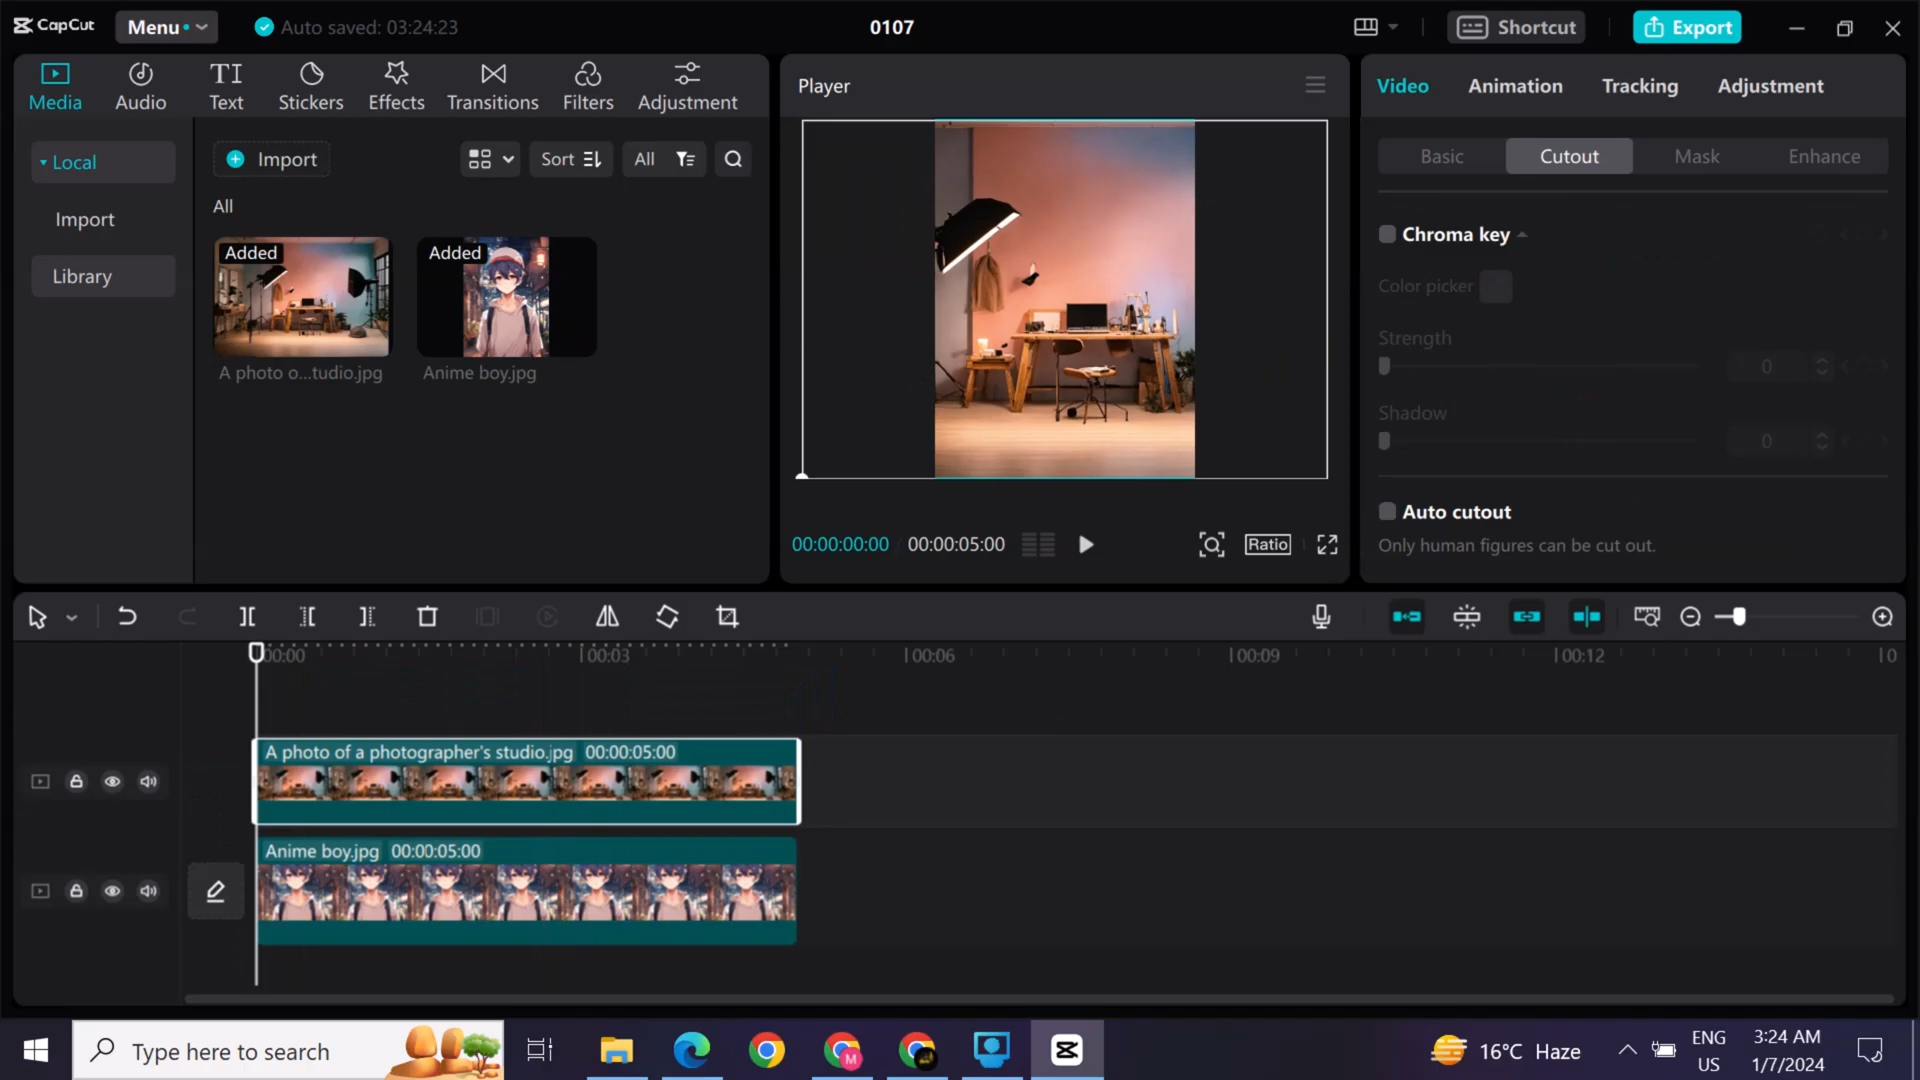 CapCut
Menu
Auto saved: 03:24:23
0107
Shortcut
Export
Media
Audio
TI
Text
Stickers
Effects
Transitions
Filters
Adjustment
Local
Import
Library
Import
Sort
All
All
Added
A photo o...tudio.jpg
Added
Anime boy.jpg
Player
00:00:00:00
00:00:05:00
Ratio
Video
Animation
Tracking
Adjustment
Basic
Cutout
Mask
Enhance
Chroma key
Color picker
Strength
0
Shadow
0
Auto cutout
Only human figures can be cut out.
00:00
00:03
00:06
00:09
00:12
0
A photo of a photographer's studio.jpg 00:00:05:00
Anime boy.jpg 00:00:05:00
Type here to search
M
16°C Haze
ENG
US
3:24 AM
1/7/2024